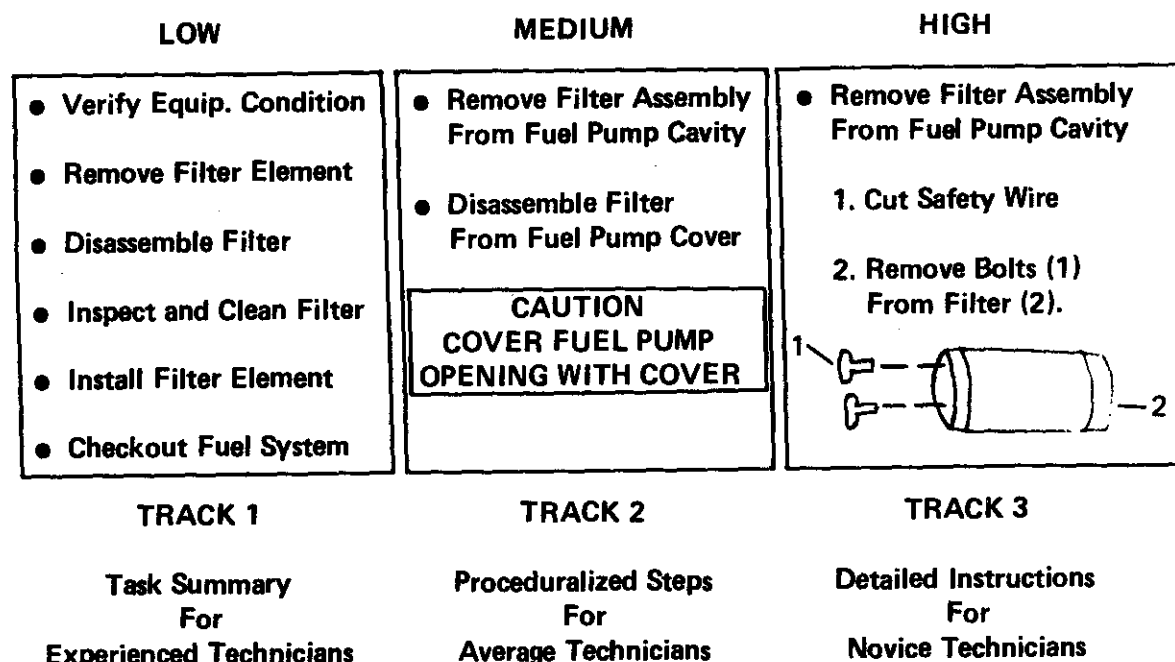 LOW
● Verify Equip. Condition
● Remove Filter Element
● Disassemble Filter
● Inspect and Clean Filter
● Install Filter Element
● Checkout Fuel System
TRACK 1
Task Summary
For
Experienced Technicians
MEDIUM
● Remove Filter Assembly
From Fuel Pump Cavity
● Disassemble Filter
From Fuel Pump Cover
CAUTION
COVER FUEL PUMP
OPENING WITH COVER
TRACK 2
Proceduralized Steps
For
Average Technicians
HIGH
● Remove Filter Assembly
From Fuel Pump Cavity
1. Cut Safety Wire
2. Remove Bolts (1)
From Filter (2).
1
2
TRACK 3
Detailed Instructions
For
Novice Technicians